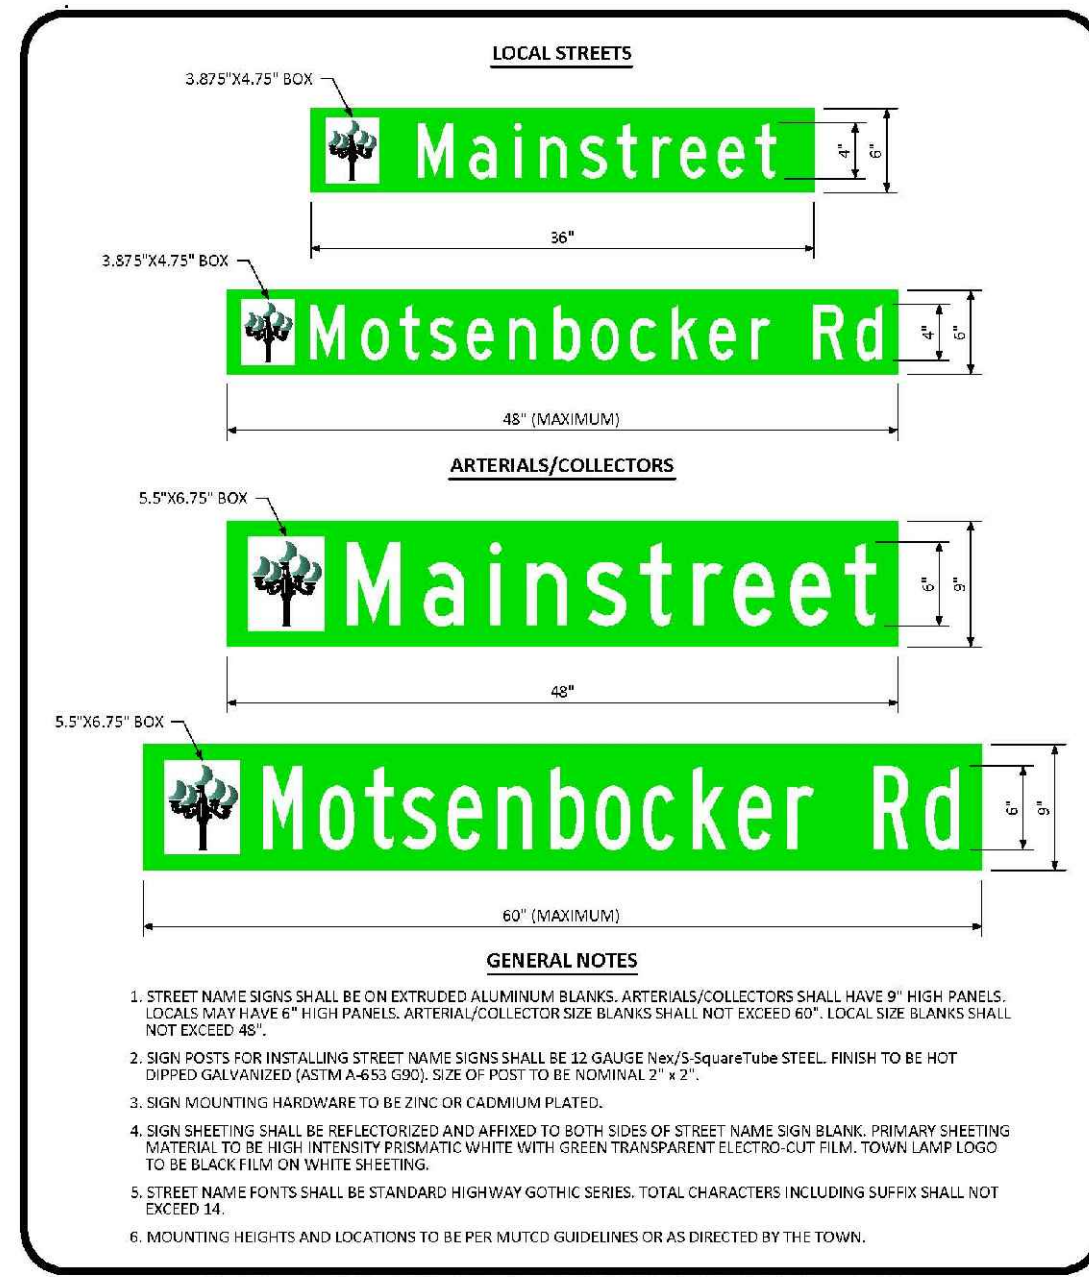 LOCAL STREETS
3.875"X4.75" BOX
Mainstreet
4"
6"
36"
3.875"X4.75" BOX
Motsenbocker Rd
4"
6"
48" (MAXIMUM)
ARTERIALS/COLLECTORS
5.5"X6.75" BOX
Mainstreet
6"
9"
48"
5.5"X6.75" BOX
Motsenbocker Rd
6"
9"
60" (MAXIMUM)
GENERAL NOTES
1. STREET NAME SIGNS SHALL BE ON EXTRUDED ALUMINUM BLANKS. ARTERIALS/COLLECTORS SHALL HAVE 9" HIGH PANELS.
LOCALS MAY HAVE 6" HIGH PANELS. ARTERIAL/COLLECTOR SIZE BLANKS SHALL NOT EXCEED 60". LOCAL SIZE BLANKS SHALL
NOT EXCEED 48".
2. SIGN POSTS FOR INSTALLING STREET NAME SIGNS SHALL BE 12 GAUGE Nex/S-SquareTube STEEL. FINISH TO BE HOT
DIPPED GALVANIZED (ASTM A-653 G90). SIZE OF POST TO BE NOMINAL 2" x 2".
3. SIGN MOUNTING HARDWARE TO BE ZINC OR CADMIUM PLATED.
4. SIGN SHEETING SHALL BE REFLECTORIZED AND AFFIXED TO BOTH SIDES OF STREET NAME SIGN BLANK. PRIMARY SHEETING
MATERIAL TO BE HIGH INTENSITY PRISMATIC WHITE WITH GREEN TRANSPARENT ELECTRO-CUT FILM. TOWN LAMP LOGO
TO BE BLACK FILM ON WHITE SHEETING.
5. STREET NAME FONTS SHALL BE STANDARD HIGHWAY GOTHIC SERIES. TOTAL CHARACTERS INCLUDING SUFFIX SHALL NOT
EXCEED 14.
6. MOUNTING HEIGHTS AND LOCATIONS TO BE PER MUTCD GUIDELINES OR AS DIRECTED BY THE TOWN.